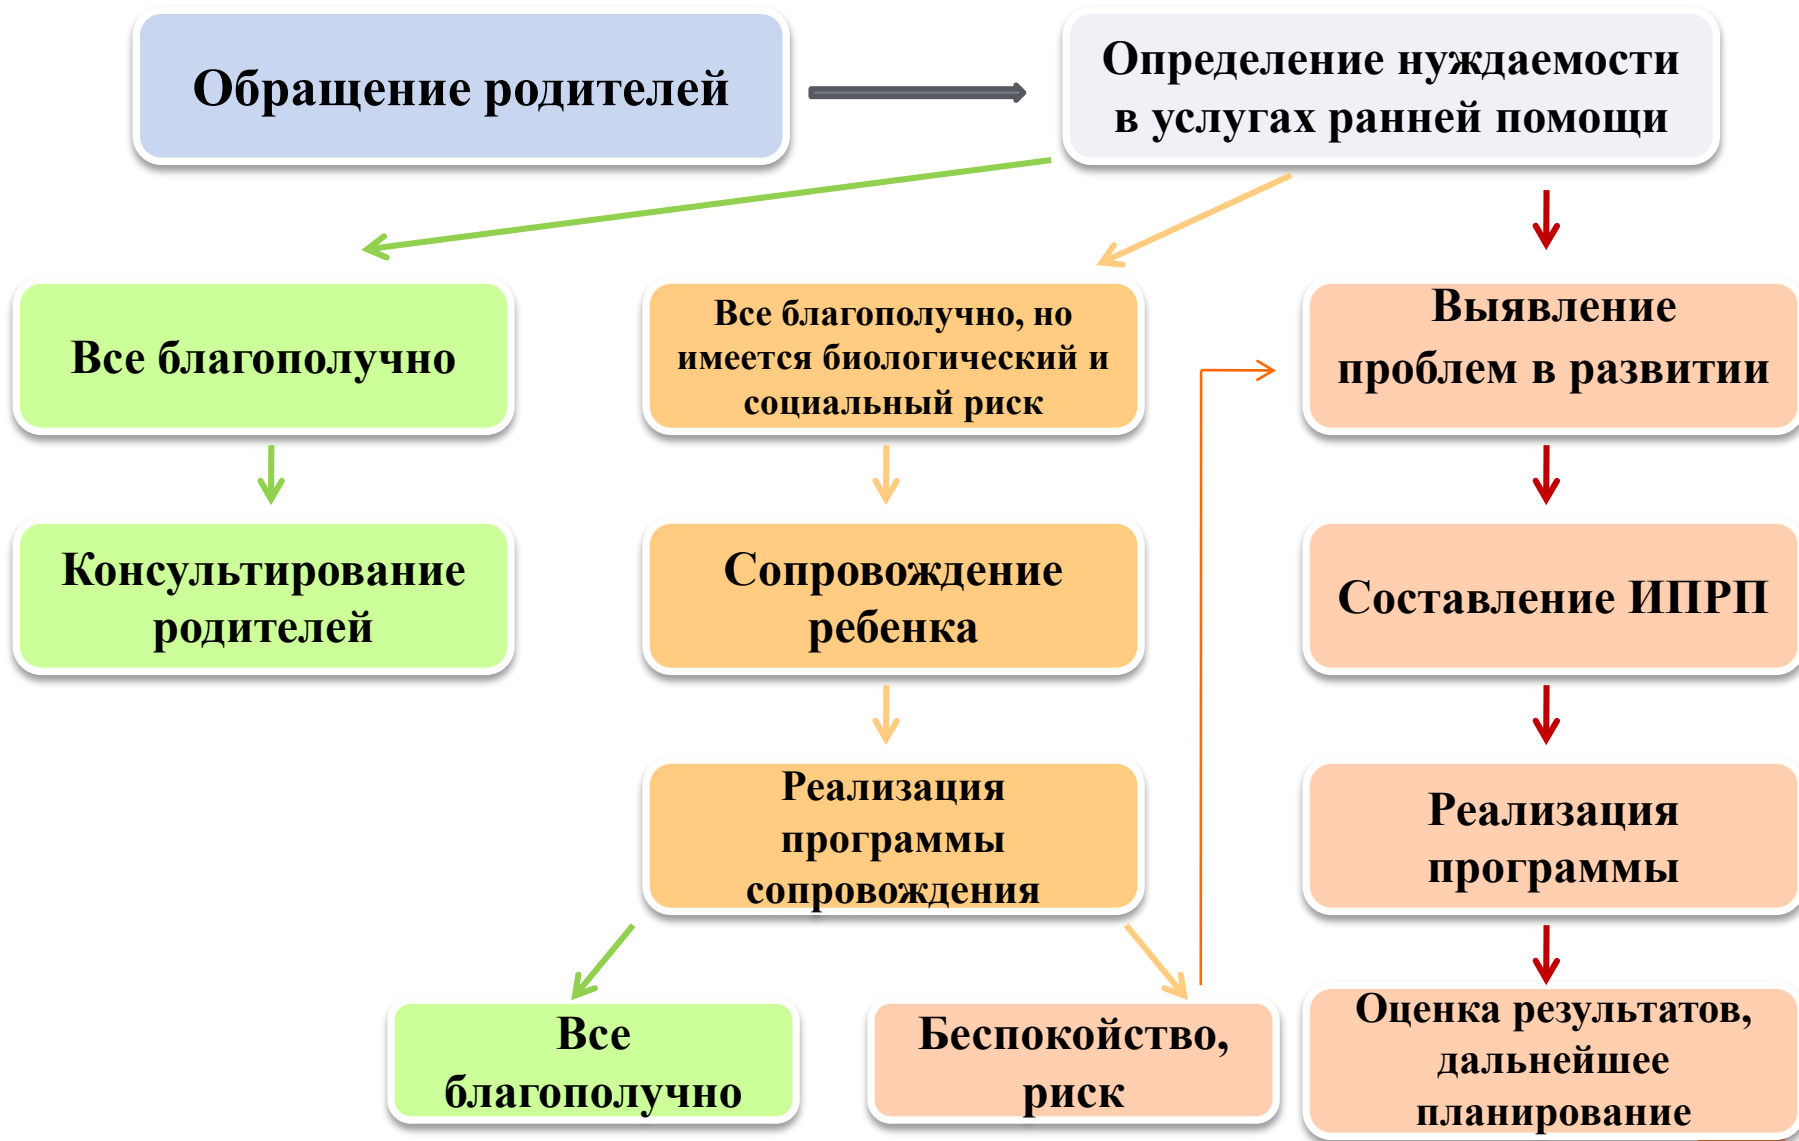 Обращение родителей
Определение нуждаемости
в услугах ранней помощи
Все благополучно
Все благополучно, но
имеется биологический и
социальный риск
Выявление
проблем в развитии
Консультирование
родителей
Сопровождение
ребенка
Составление ИПРП
Реализация
программы
сопровождения
Реализация
программы
Все
благополучно
Беспокойство,
риск
Оценка результатов,
дальнейшее
планирование